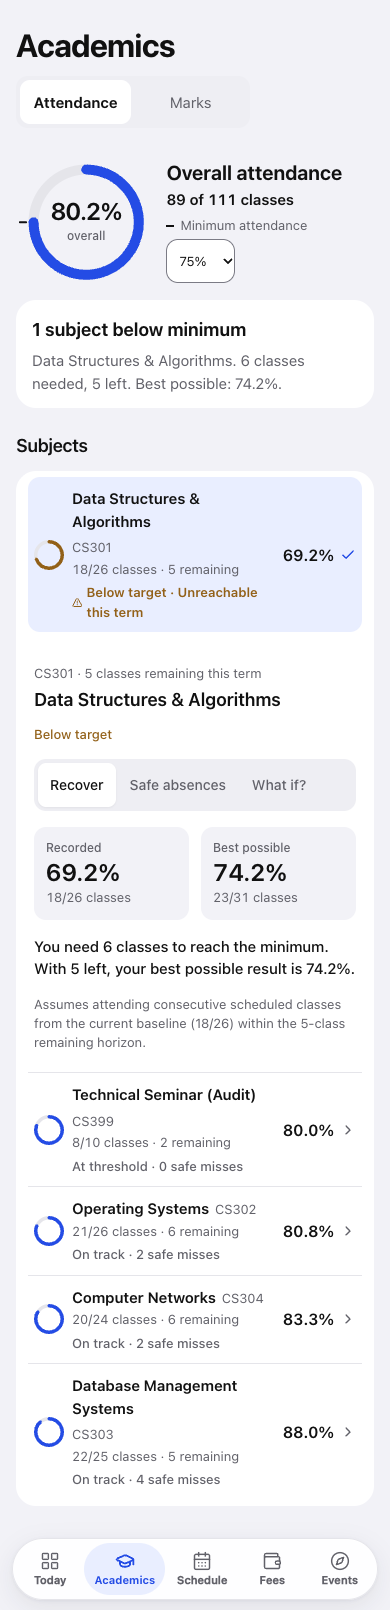 Academics
Attendance
Marks
80.2%
overall
Overall attendance
89 of 111 classes
Minimum attendance
75%
1 subject below minimum
Data Structures & Algorithms. 6 classes
needed, 5 left. Best possible: 74.2%.
Subjects
Data Structures &
Algorithms
CS301
18/26 classes · 5 remaining
Below target · Unreachable
this term
69.2%
CS301 · 5 classes remaining this term
Data Structures & Algorithms
Below target
Recover
Safe absences
What if?
Recorded
69.2%
18/26 classes
Best possible
74.2%
23/31 classes
You need 6 classes to reach the minimum.
With 5 left, your best possible result is 74.2%.
Assumes attending consecutive scheduled classes
from the current baseline (18/26) within the 5-class
remaining horizon.
Technical Seminar (Audit)
CS399
8/10 classes · 2 remaining
At threshold · 0 safe misses
80.0%
Operating Systems CS302
21/26 classes · 6 remaining
On track · 2 safe misses
80.8%
Computer Networks CS304
20/24 classes · 6 remaining
On track · 2 safe misses
83.3%
Database Management
Systems
CS303
22/25 classes · 5 remaining
On track · 4 safe misses
88.0%
Today
Academics
Schedule
Fees
Events